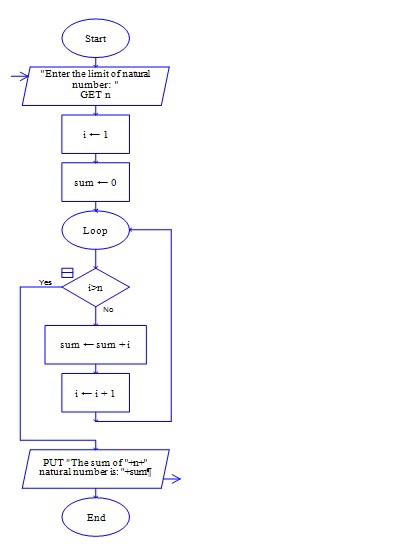 Start
"Enter the limit of natural
number: "
GET n
i ← 1
sum ← 0
Loop
Yes
i>n
No
sum ← sum + i
i ← i + 1
PUT "The sum of "+n+"
natural number is: "+sum¶
End